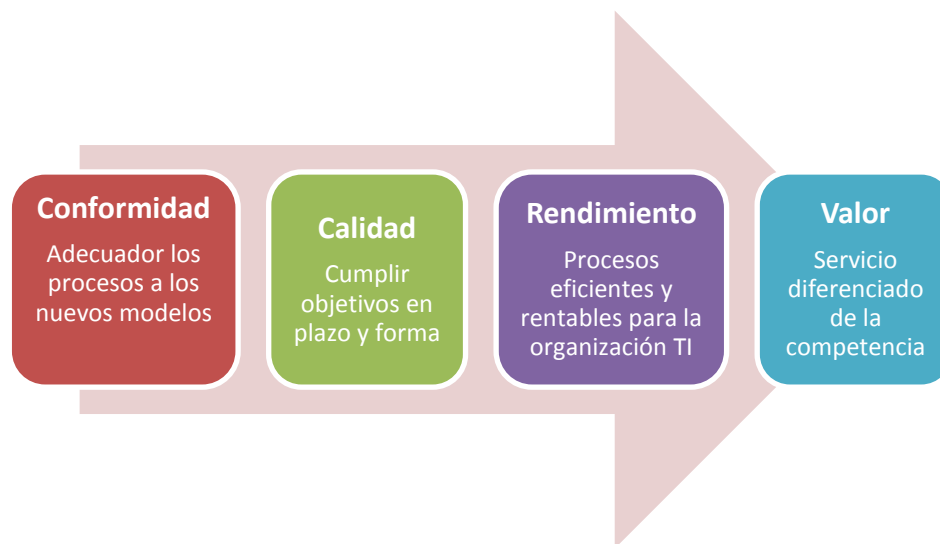 Conformidad
Adecuador los
procesos a los
nuevos modelos
Calidad
Cumplir
objetivos en
plazo y forma
Rendimiento
Procesos
eficientes y
rentables para la
organización TI
Valor
Servicio
diferenciado
de la
competencia